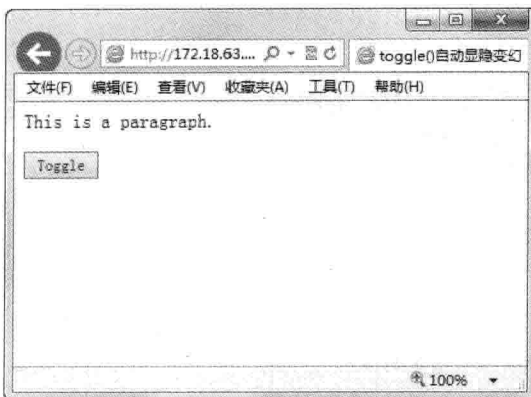 http://172.18.63....
toggle()自动显隐变幻
文件(F) 编辑(E) 查看(V) 收藏夹(A) 工具(T) 帮助(H)
This is a paragraph.
Toggle
100%